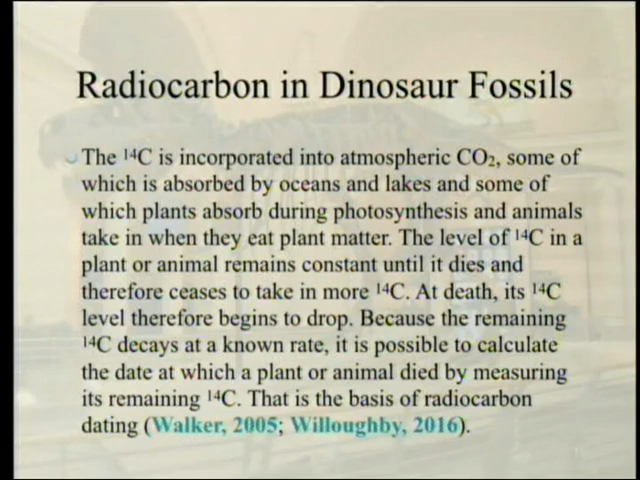 Radiocarbon in Dinosaur Fossils
The ¹⁴C is incorporated into atmospheric CO₂, some of
which is absorbed by oceans and lakes and some of
which plants absorb during photosynthesis and animals
take in when they eat plant matter. The level of ¹⁴C in a
plant or animal remains constant until it dies and
therefore ceases to take in more ¹⁴C. At death, its ¹⁴C
level therefore begins to drop. Because the remaining
¹⁴C decays at a known rate, it is possible to calculate
the date at which a plant or animal died by measuring
its remaining ¹⁴C. That is the basis of radiocarbon
dating (Walker, 2005; Willoughby, 2016).